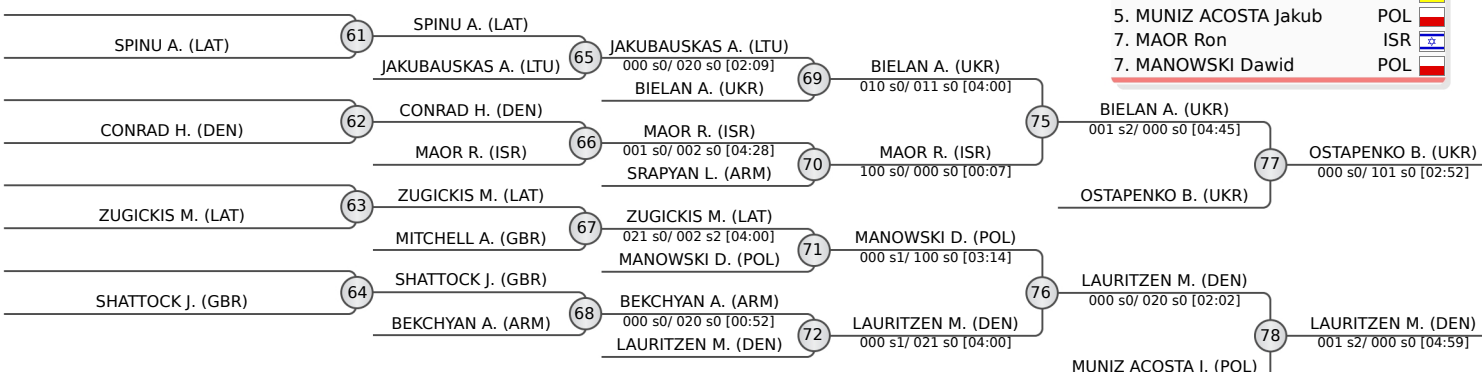 SPINU A. (LAT)
61
SPINU A. (LAT)
JAKUBAUSKAS A. (LTU)
65
JAKUBAUSKAS A. (LTU)
000 s0/ 020 s0 [02:09]
BIELAN A. (UKR)
69
BIELAN A. (UKR)
010 s0/ 011 s0 [04:00]
CONRAD H. (DEN)
62
CONRAD H. (DEN)
MAOR R. (ISR)
66
MAOR R. (ISR)
001 s0/ 002 s0 [04:28]
SRAPYAN L. (ARM)
70
MAOR R. (ISR)
100 s0/ 000 s0 [00:07]
75
BIELAN A. (UKR)
001 s2/ 000 s0 [04:45]
OSTAPENKO B. (UKR)
77
OSTAPENKO B. (UKR)
000 s0/ 101 s0 [02:52]
ZUGICKIS M. (LAT)
63
ZUGICKIS M. (LAT)
MITCHELL A. (GBR)
67
ZUGICKIS M. (LAT)
021 s0/ 002 s2 [04:00]
MANOWSKI D. (POL)
71
MANOWSKI D. (POL)
000 s1/ 100 s0 [03:14]
SHATTOCK J. (GBR)
64
SHATTOCK J. (GBR)
BEKCHYAN A. (ARM)
68
BEKCHYAN A. (ARM)
000 s0/ 020 s0 [00:52]
LAURITZEN M. (DEN)
72
LAURITZEN M. (DEN)
000 s1/ 021 s0 [04:00]
76
LAURITZEN M. (DEN)
000 s0/ 020 s0 [02:02]
MUNIZ ACOSTA J. (POL)
78
LAURITZEN M. (DEN)
001 s2/ 000 s0 [04:59]
5. MUNIZ ACOSTA Jakub POL
7. MAOR Ron ISR
7. MANOWSKI Dawid POL